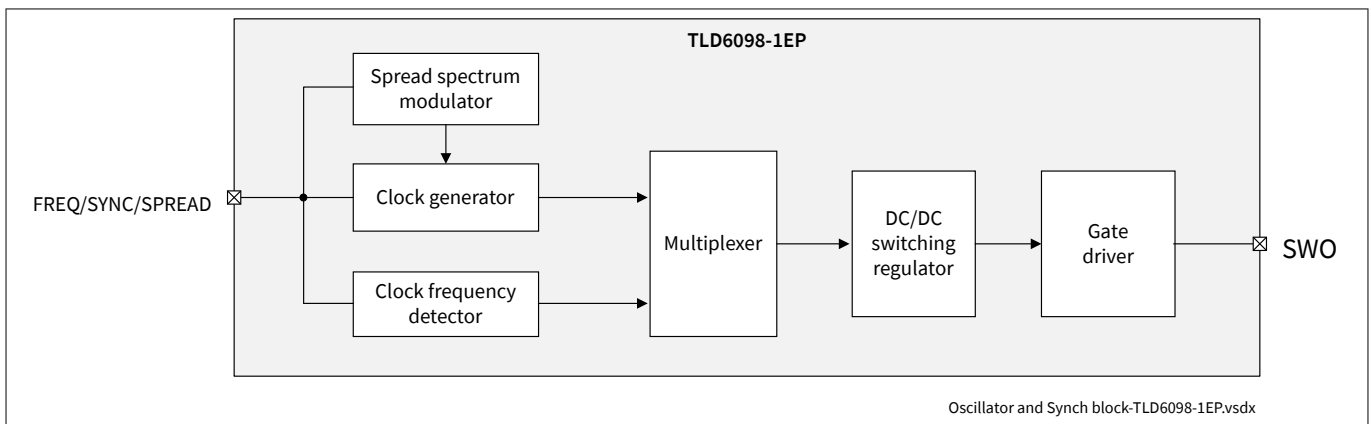 TLD6098-1EP
Spread spectrum
modulator
FREQ/SYNC/SPREAD
Clock generator
Clock frequency
detector
Multiplexer
DC/DC
switching
regulator
Gate
driver
SWO
Oscillator and Synch block-TLD6098-1EP.vsdx